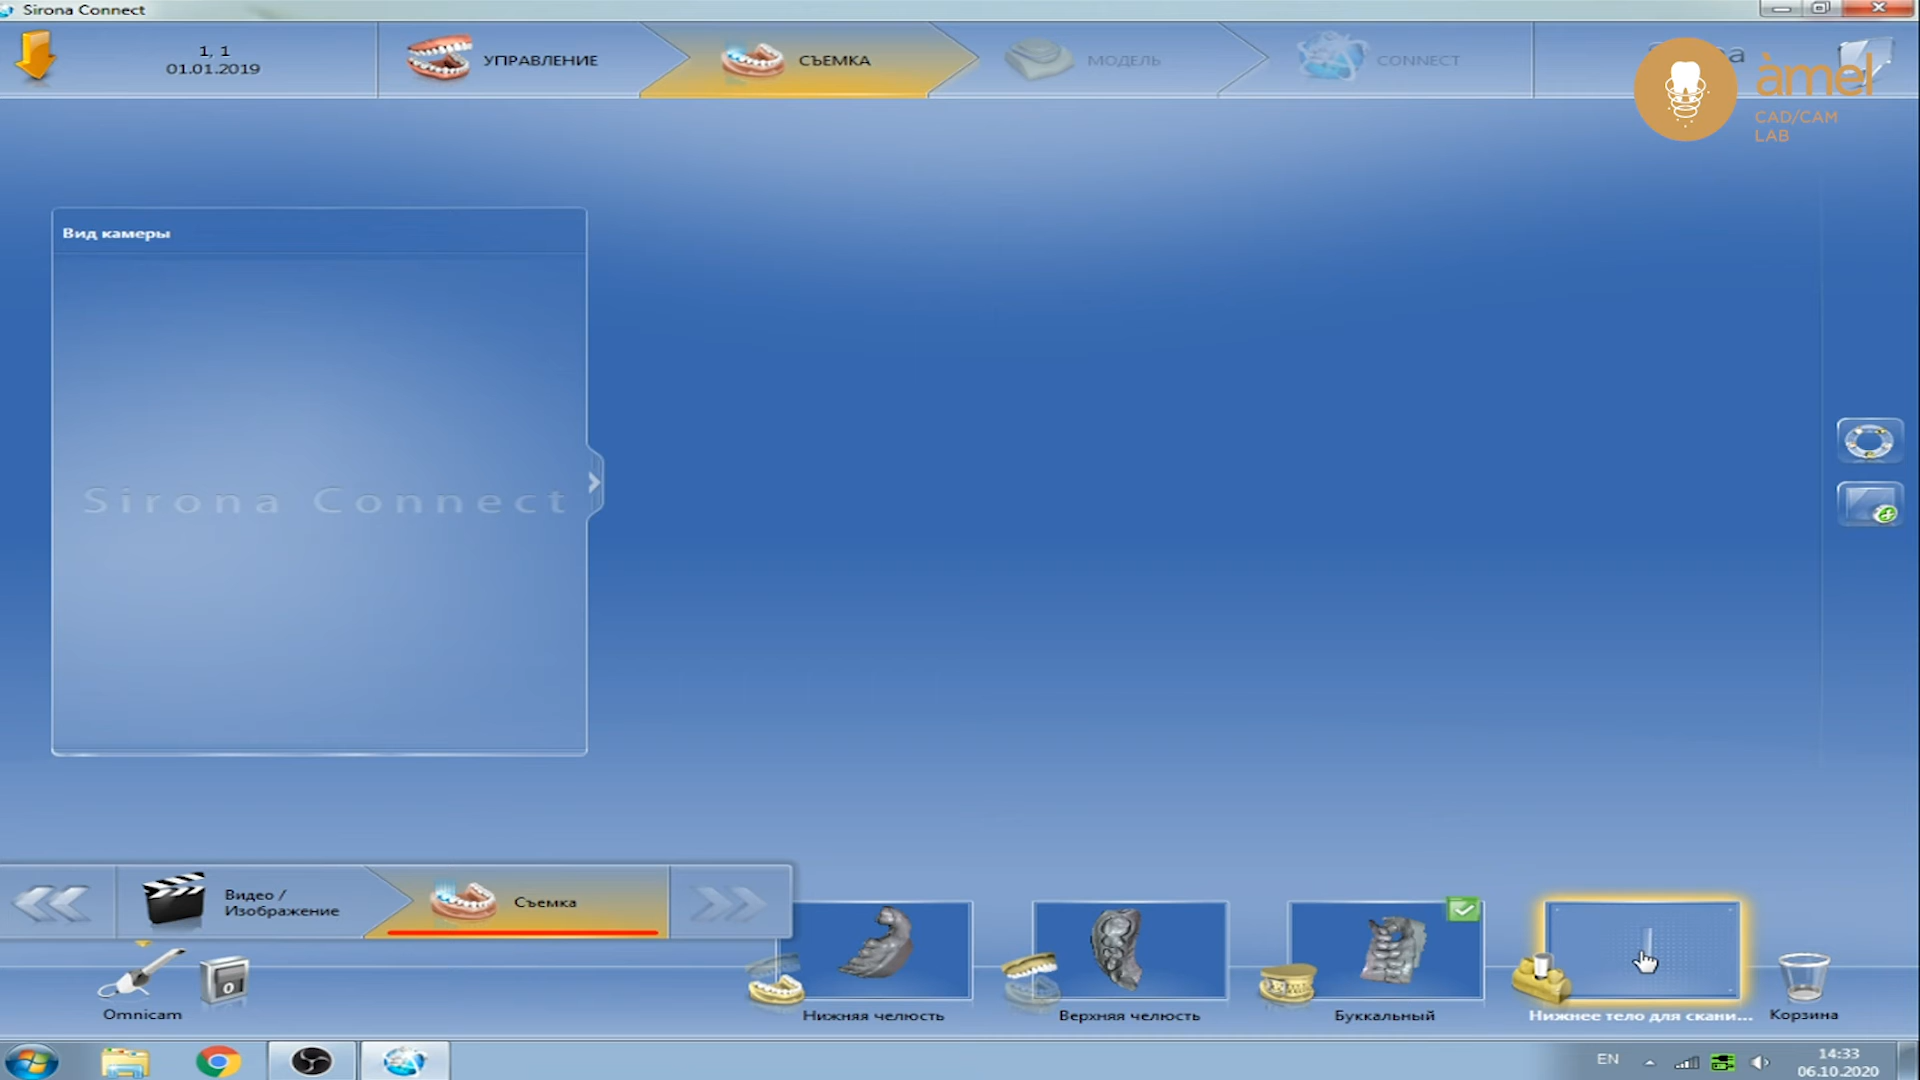 Sirona Connect
1, 1
01.01.2019
УПРАВЛЕНИЕ
СЪЕМКА
МОДЕЛЬ
CONNECT
àmel
CAD/CAM
LAB
Вид камеры
Sirona Connect
Видео /
Изображение
Съемка
Omnicam
Нижняя челюсть
Верхняя челюсть
Буккальный
Нижнее тело для скани...
Корзина
EN
14:33
06.10.2020